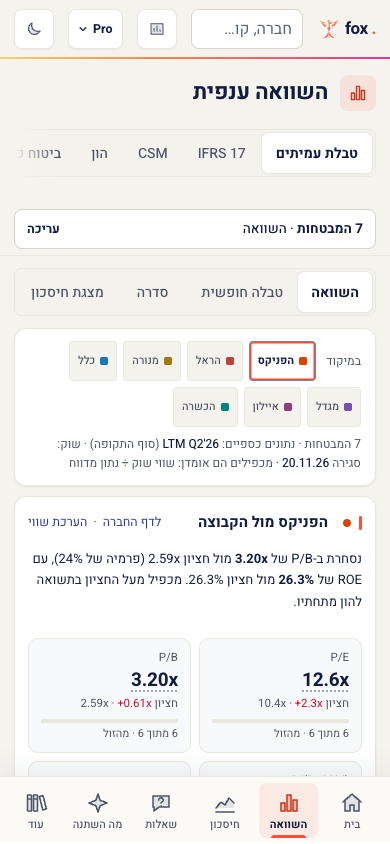 fox.
חברה, קו...
Pro
השוואה ענפית
טבלת עמיתים
IFRS 17
CSM
הון
ביטוח כ
7 המבטחות · השוואה
עריכה
השוואה
טבלה חופשית
סדרה
מצגת חיסכון
במיקוד
הפניקס
הראל
מנורה
כלל
מגדל
איילון
הכשרה
7 המבטחות · נתונים כספיים: LTM Q2'26 (סוף התקופה) · שוק:
סגירה 20.11.26 · מכפילים הם אומדן: שווי שוק ÷ נתון מדווח
הפניקס מול הקבוצה
לדף החברה · הערכת שווי
נסחרת ב-P/B של 3.20x מול חציון 2.59x (פרמיה של 24%), עם
ROE של 26.3% מול חציון 26.3%. מכפיל מעל החציון בתשואה
להון מתחתיו.
P/E
12.6x
חציון 10.4x · +2.3x
6 מתוך 6 · מהזול
P/B
3.20x
חציון 2.59x · +0.61x
6 מתוך 6 · מהזול
בית
השוואה
חיסכון
שאלות
מה השתנה
עוד